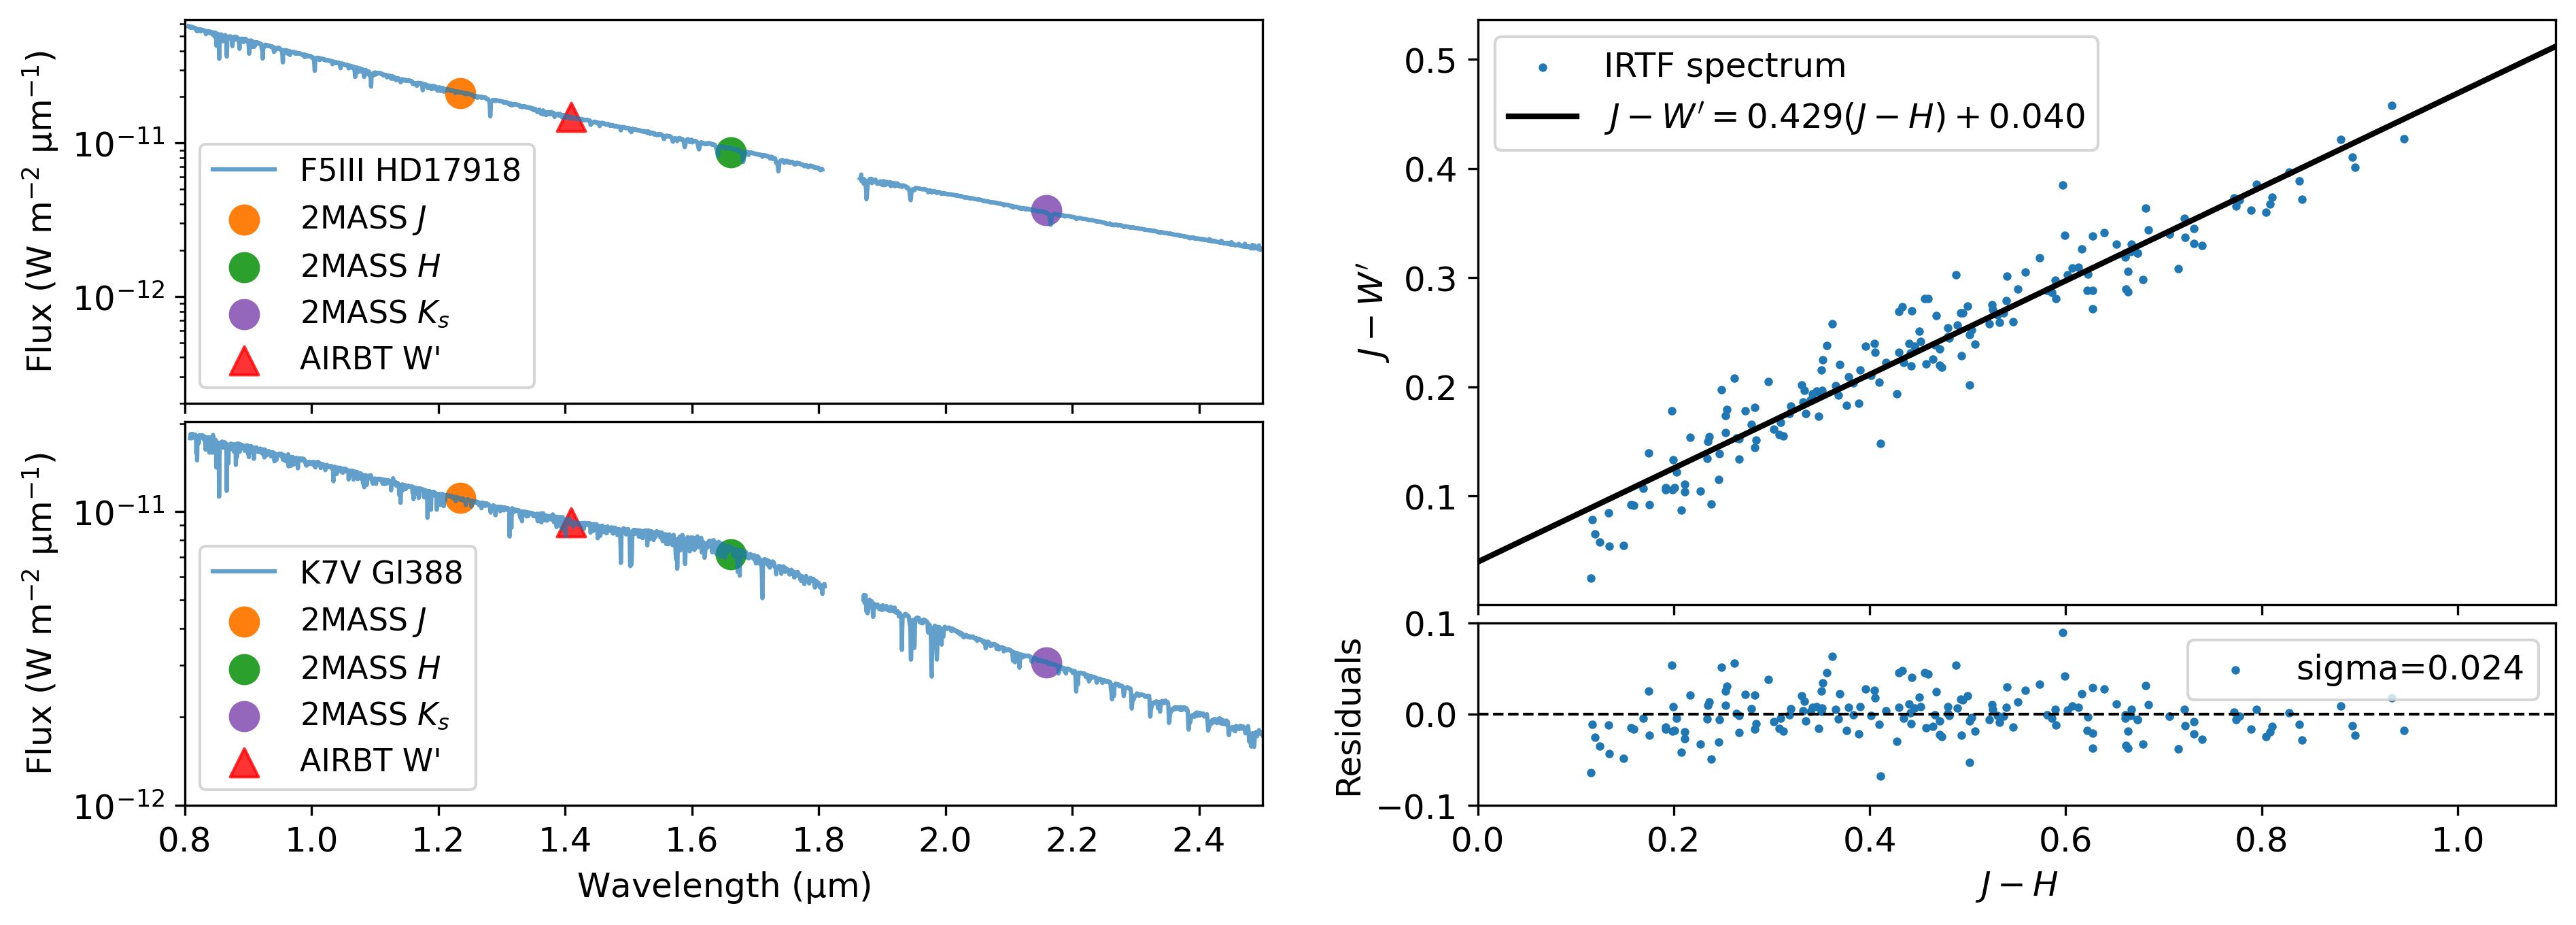 Flux (W m⁻² µm⁻¹)
10⁻¹¹
10⁻¹²
F5III HD17918
2MASS J
2MASS H
2MASS Kₛ
AIRBT W'
Flux (W m⁻² µm⁻¹)
10⁻¹¹
10⁻¹²
K7V Gl388
2MASS J
2MASS H
2MASS Kₛ
AIRBT W'
0.8 1.0 1.2 1.4 1.6 1.8 2.0 2.2 2.4
Wavelength (µm)
J − W′
0.5
0.4
0.3
0.2
0.1
IRTF spectrum
J − W′ = 0.429(J − H) + 0.040
Residuals
0.1
0.0
−0.1
sigma=0.024
0.0 0.2 0.4 0.6 0.8 1.0
J − H